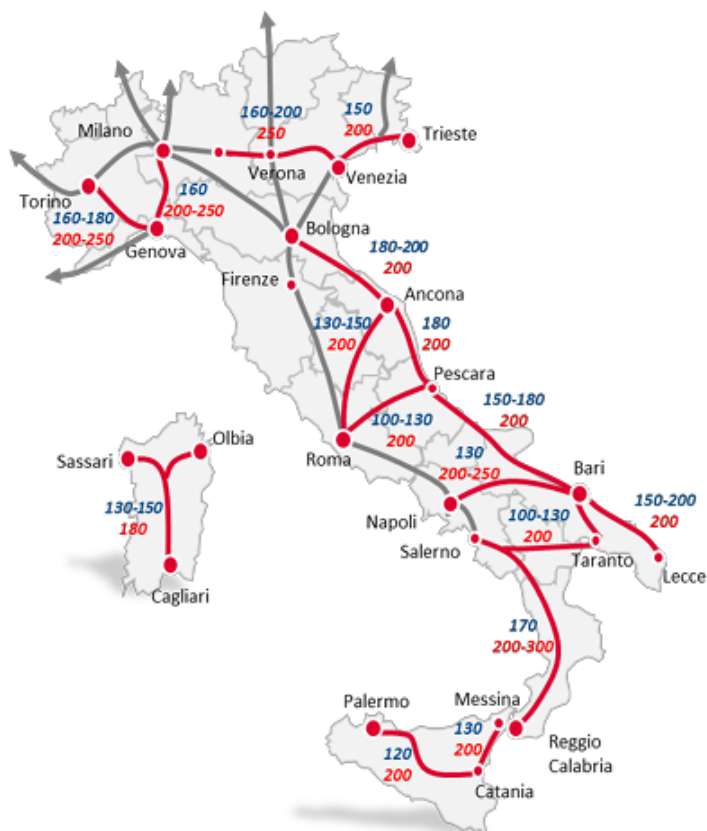 Milano
160-200
250
150
200
Trieste
Verona
Venezia
Torino
160
200-250
160-180
200-250
Genova
Bologna
180-200
200
Firenze
Ancona
130-150
200
180
200
Pescara
150-180
200
100-130
200
Roma
130
200-250
Bari
Olbia
Sassari
130-150
180
Cagliari
Napoli
Salerno
100-130
200
150-200
200
Taranto
Lecce
170
200-300
Palermo
Messina
130
200
120
200
Reggio
Calabria
Catania